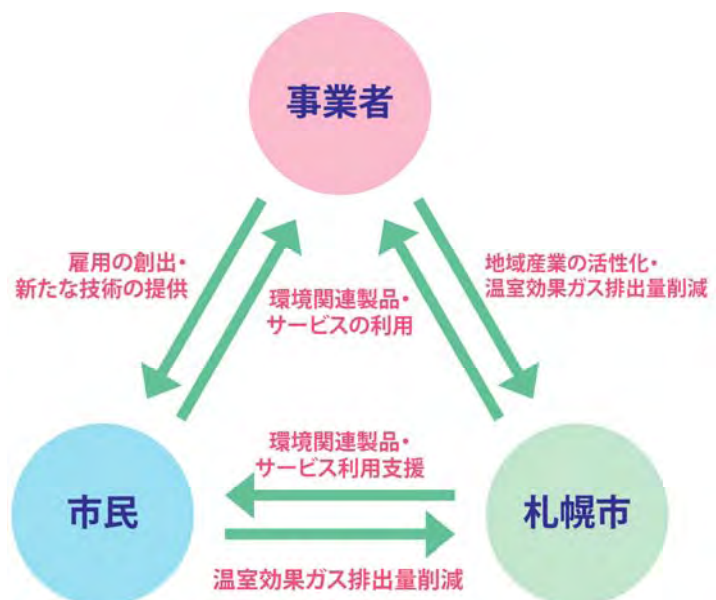 事業者
雇用の創出・
新たな技術の提供
環境関連製品・
サービスの利用
地域産業の活性化・
温室効果ガス排出量削減
市民
環境関連製品・
サービス利用支援
札幌市
温室効果ガス排出量削減